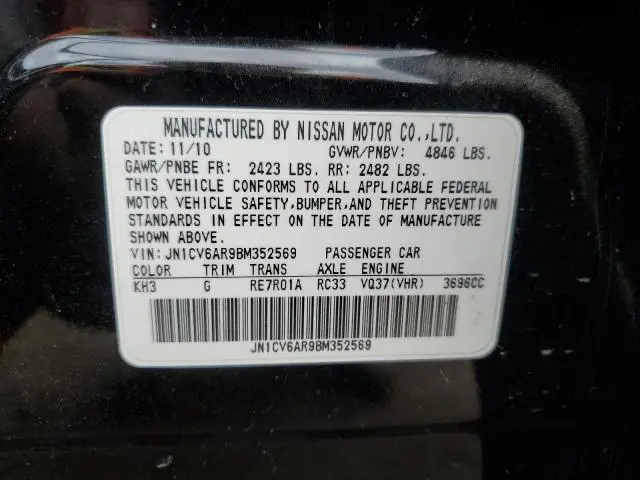 MANUFACTURED BY NISSAN MOTOR CO.,LTD.
DATE: 11/10 GVWR/PNBV: 4846 LBS.
GAWR/PNBE FR: 2423 LBS. RR: 2482 LBS.
THIS VEHICLE CONFORMS TO ALL APPLICABLE FEDERAL
MOTOR VEHICLE SAFETY,BUMPER,AND THEFT PREVENTION
STANDARDS IN EFFECT ON THE DATE OF MANUFACTURE
SHOWN ABOVE.
VIN: JN1CV6AR9BM352569 PASSENGER CAR
COLOR TRIM TRANS AXLE ENGINE
KH3 G RE7R01A RC33 VQ37(VHR) 3696CC
JN1CV6AR9BM352569